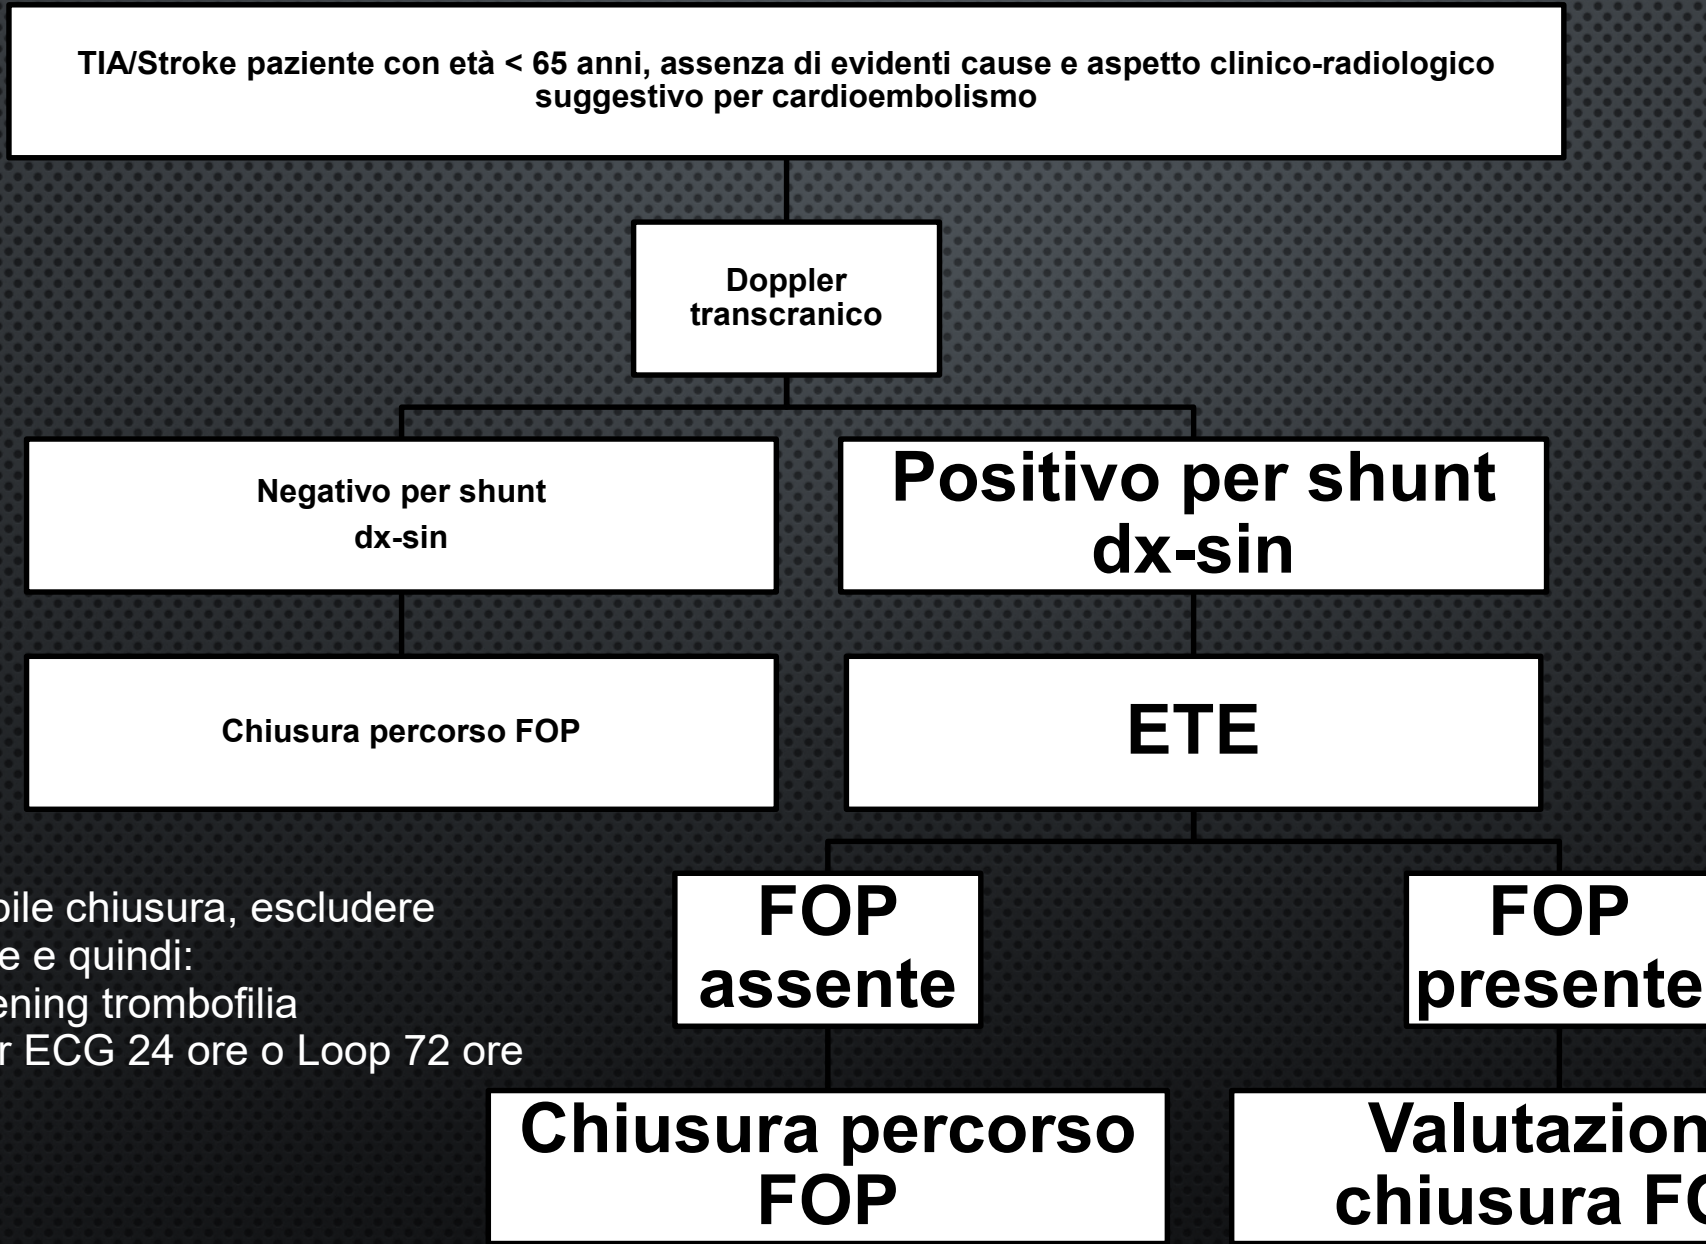 TIA/Stroke paziente con età < 65 anni, assenza di evidenti cause e aspetto clinico-radiologico
suggestivo per cardioembolismo
Doppler
transcranico
Negativo per shunt
dx-sin
Positivo per shunt
dx-sin
Chiusura percorso FOP
ETE
chiusura, escludere
e quindi:
trombofilia
ECG 24 ore o Loop 72 ore
FOP
assente
FOP
presente
Chiusura percorso
FOP
chiusura